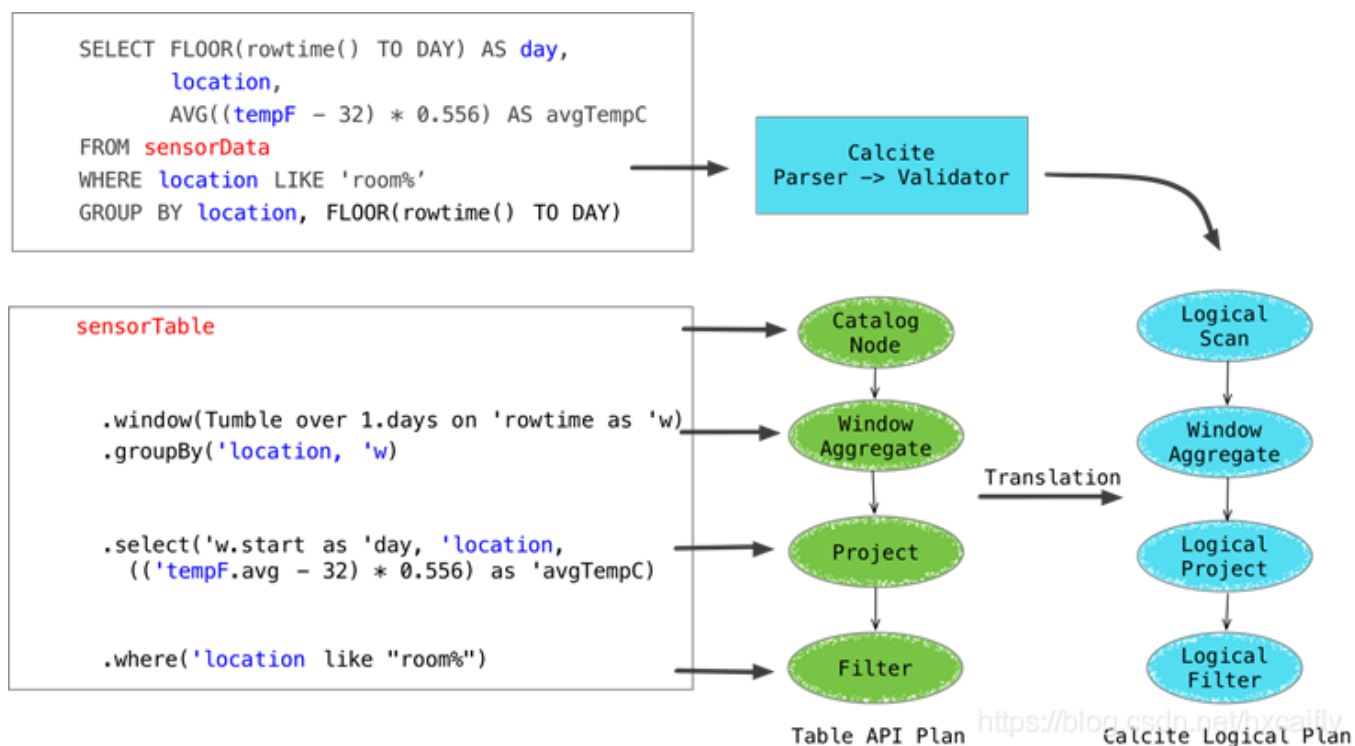 SELECT FLOOR(rowtime() TO DAY) AS day,
location,
AVG((tempF - 32) * 0.556) AS avgTempC
FROM sensorData
WHERE location LIKE 'room%’
GROUP BY location, FLOOR(rowtime() TO DAY)
Calcite
Parser -> Validator
sensorTable
.window(Tumble over 1.days on 'rowtime as 'w)
.groupBy('location, 'w)
.select('w.start as 'day, 'location,
(('tempF.avg - 32) * 0.556) as 'avgTempC)
.where('location like "room%")
Catalog
Node
Window
Aggregate
Project
Filter
Translation
Logical
Scan
Window
Aggregate
Logical
Project
Logical
Filter
https://blog.csdn.net/hxcaifly
Table API Plan
Calcite Logical Plan